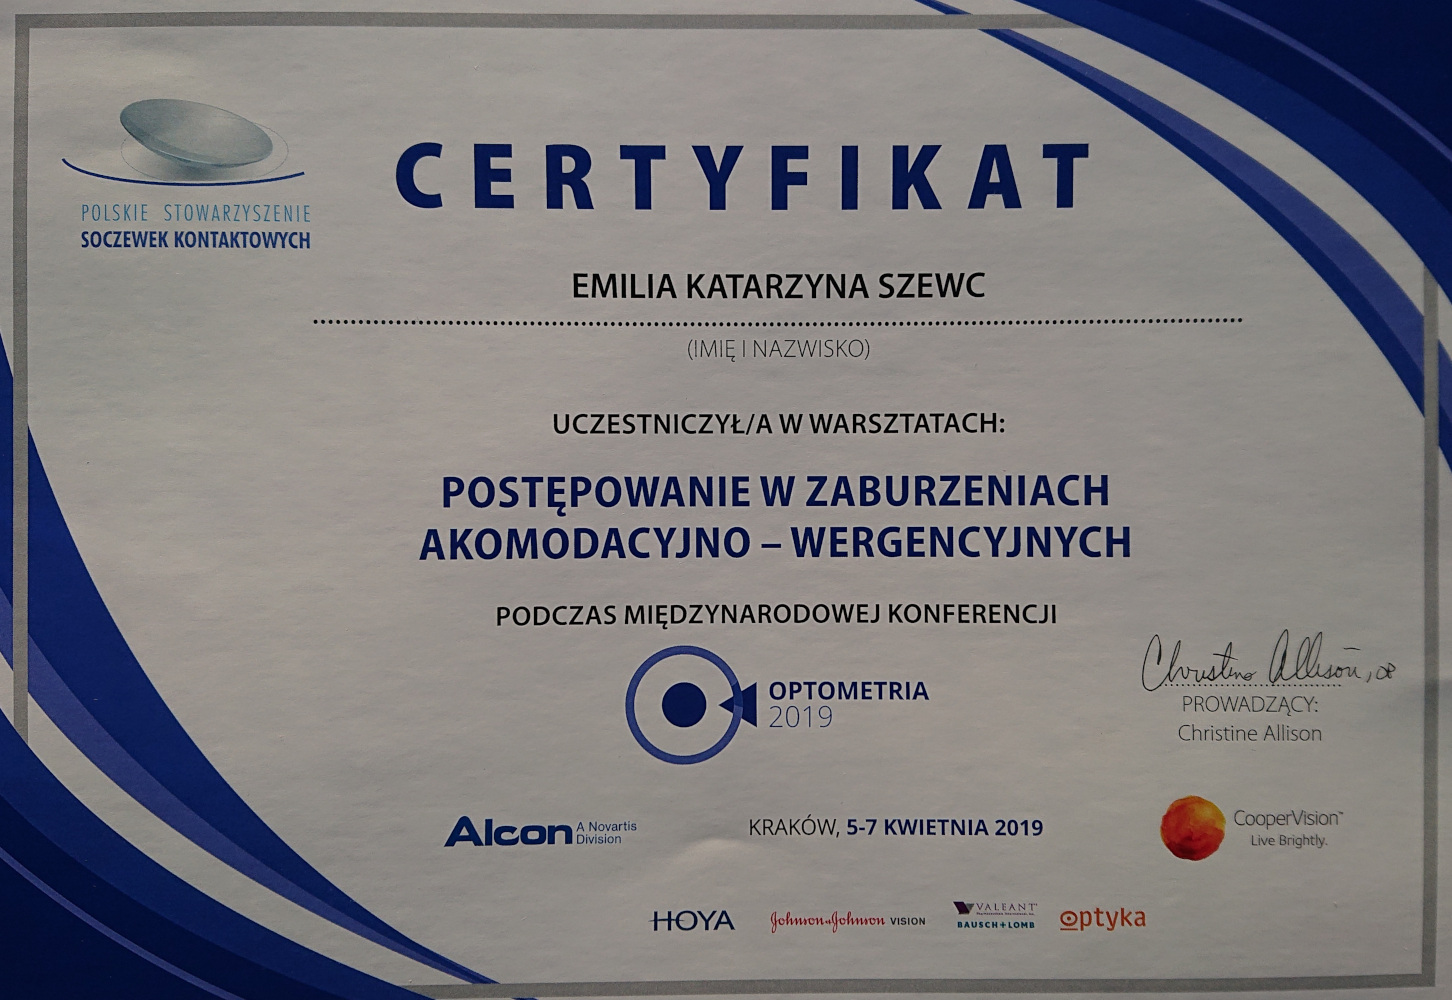 POLSKIE STOWARZYSZENIE
SOCZEWEK KONTAKTOWYCH
CERTYFIKAT
EMILIA KATARZYNA SZEWC
(IMIĘ I NAZWISKO)
UCZESTNICZYŁ/A W WARSZTATACH:
POSTĘPOWANIE W ZABURZENIACH
AKOMODACYJNO – WERGENCYJNYCH
PODCZAS MIĘDZYNARODOWEJ KONFERENCJI
OPTOMETRIA
2019
Christine Allison, OD
PROWADZĄCY:
Christine Allison
Alcon A Novartis
Division
KRAKÓW, 5-7 KWIETNIA 2019
CooperVision™
Live Brightly.
HOYA
Johnson & Johnson VISION
VALEANT
BAUSCH + LOMB
optyka